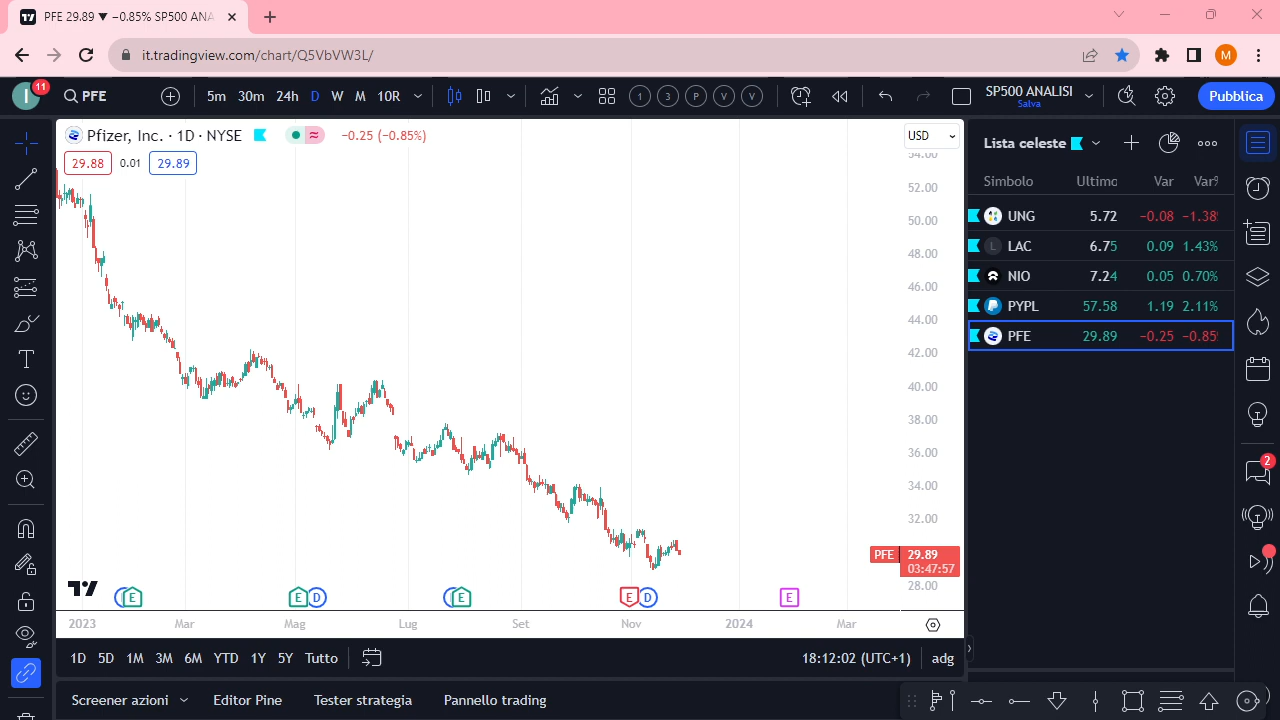 PFE 29.89 ▼ −0.85% SP500 ANA
it.tradingview.com/chart/Q5VbVW3L/
M
I
11
PFE
5m 30m 24h D W M 10R
1 3 P V V
SP500 ANALISI
Salva
Pubblica
Pfizer, Inc. · 1D · NYSE
≈
−0.25 (−0.85%)
USD
29.88 0.01 29.89
54.00
52.00
50.00
48.00
46.00
44.00
42.00
40.00
38.00
36.00
34.00
32.00
PFE 29.89
03:47:57
28.00
E E D E E D E
2023 Mar Mag Lug Set Nov 2024 Mar
1D 5D 1M 3M 6M YTD 1Y 5Y Tutto
18:12:02 (UTC+1) adg
Screener azioni Editor Pine Tester strategia Pannello trading
Lista celeste
Simbolo Ultimo Var Var%
UNG 5.72 −0.08 −1.38
L LAC 6.75 0.09 1.43%
NIO 7.24 0.05 0.70%
PYPL 57.58 1.19 2.11%
PFE 29.89 −0.25 −0.85
2